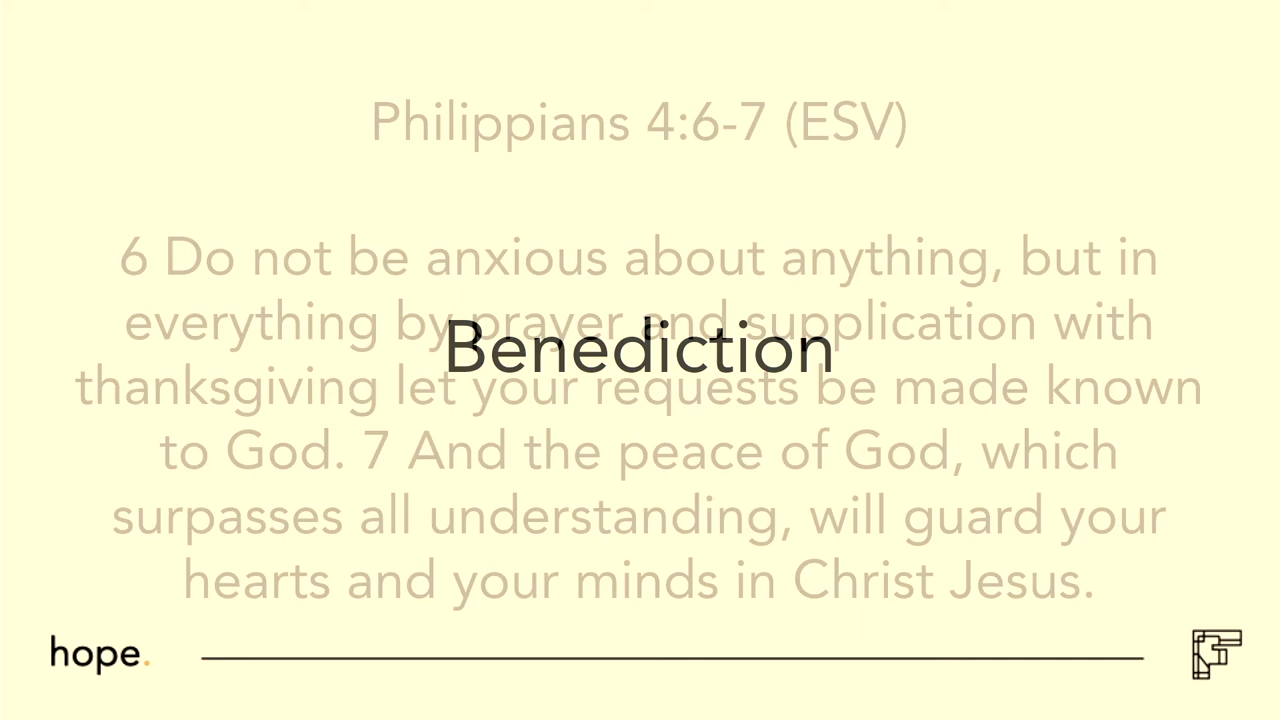 Philippians 4:6-7 (ESV)
6 Do not be anxious about anything, but in
everything by prayer and supplication with
Benediction
thanksgiving let your requests be made known
to God. 7 And the peace of God, which
surpasses all understanding, will guard your
hearts and your minds in Christ Jesus.
hope.